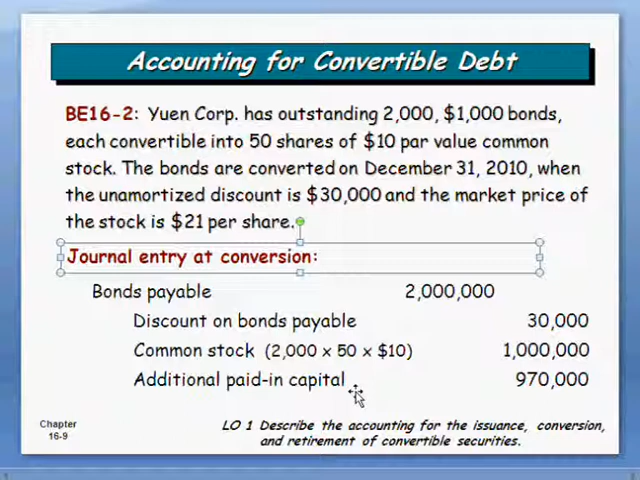 Accounting for Convertible Debt
BE16-2: Yuen Corp. has outstanding 2,000, $1,000 bonds,
each convertible into 50 shares of $10 par value common
stock. The bonds are converted on December 31, 2010, when
the unamortized discount is $30,000 and the market price of
the stock is $21 per share.
Journal entry at conversion:
Bonds payable 2,000,000
Discount on bonds payable 30,000
Common stock (2,000 x 50 x $10) 1,000,000
Additional paid-in capital 970,000
Chapter
16-9
LO 1 Describe the accounting for the issuance, conversion,
and retirement of convertible securities.